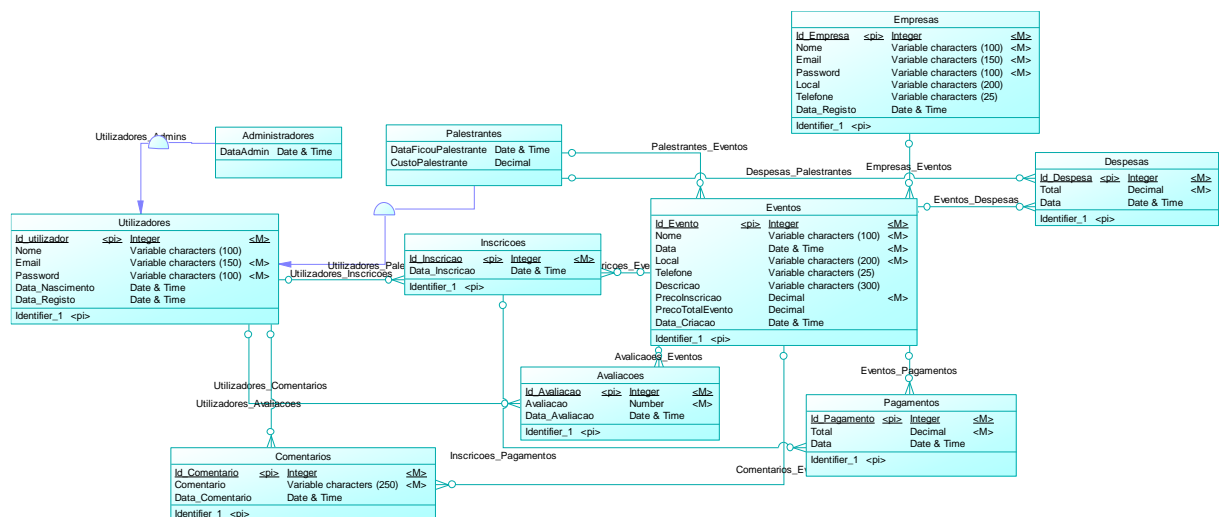 Empresas
Id_Empresa <pi> Integer <M>
Nome Variable characters (100) <M>
Email Variable characters (150) <M>
Password Variable characters (100) <M>
Local Variable characters (200)
Telefone Variable characters (25)
Data_Registo Date & Time
Identifier_1 <pi>
Utilizadores_Admins
Administradores
DataAdmin Date & Time
Palestrantes
DataFicouPalestrante Date & Time
CustoPalestrante Decimal
Palestrantes_Eventos
Despesas_Palestrantes
Empresas_Eventos
Despesas
Id_Despesa <pi> Integer <M>
Total Decimal <M>
Data Date & Time
Identifier_1 <pi>
Eventos_Despesas
Utilizadores
Id_utilizador <pi> Integer <M>
Nome Variable characters (100)
Email Variable characters (150) <M>
Password Variable characters (100) <M>
Data_Nascimento Date & Time
Data_Registo Date & Time
Identifier_1 <pi>
Utilizadores_Pale
Utilizadores_Inscricoes
Inscricoes
Id_Inscricao <pi> Integer <M>
Data_Inscricao Date & Time
Identifier_1 <pi>
ricoes_Eve
Eventos
Id_Evento <pi> Integer <M>
Nome Variable characters (100) <M>
Data Date & Time <M>
Local Variable characters (200) <M>
Telefone Variable characters (25)
Descricao Variable characters (300)
PrecoInscricao Decimal <M>
PrecoTotalEvento Decimal
Data_Criacao Date & Time
Identifier_1 <pi>
Avalicaoes_Eventos
Eventos_Pagamentos
Utilizadores_Comentarios
Utilizadores_Avaliacoes
Avaliacoes
Id_Avaliacao <pi> Integer <M>
Avaliacao Number <M>
Data_Avaliacao Date & Time
Identifier_1 <pi>
Pagamentos
Id_Pagamento <pi> Integer <M>
Total Decimal <M>
Data Date & Time
Identifier_1 <pi>
Inscricoes_Pagamentos
Comentarios_Ev
Comentarios
Id_Comentario <pi> Integer <M>
Comentario Variable characters (250) <M>
Data_Comentario Date & Time
Identifier_1 <pi>